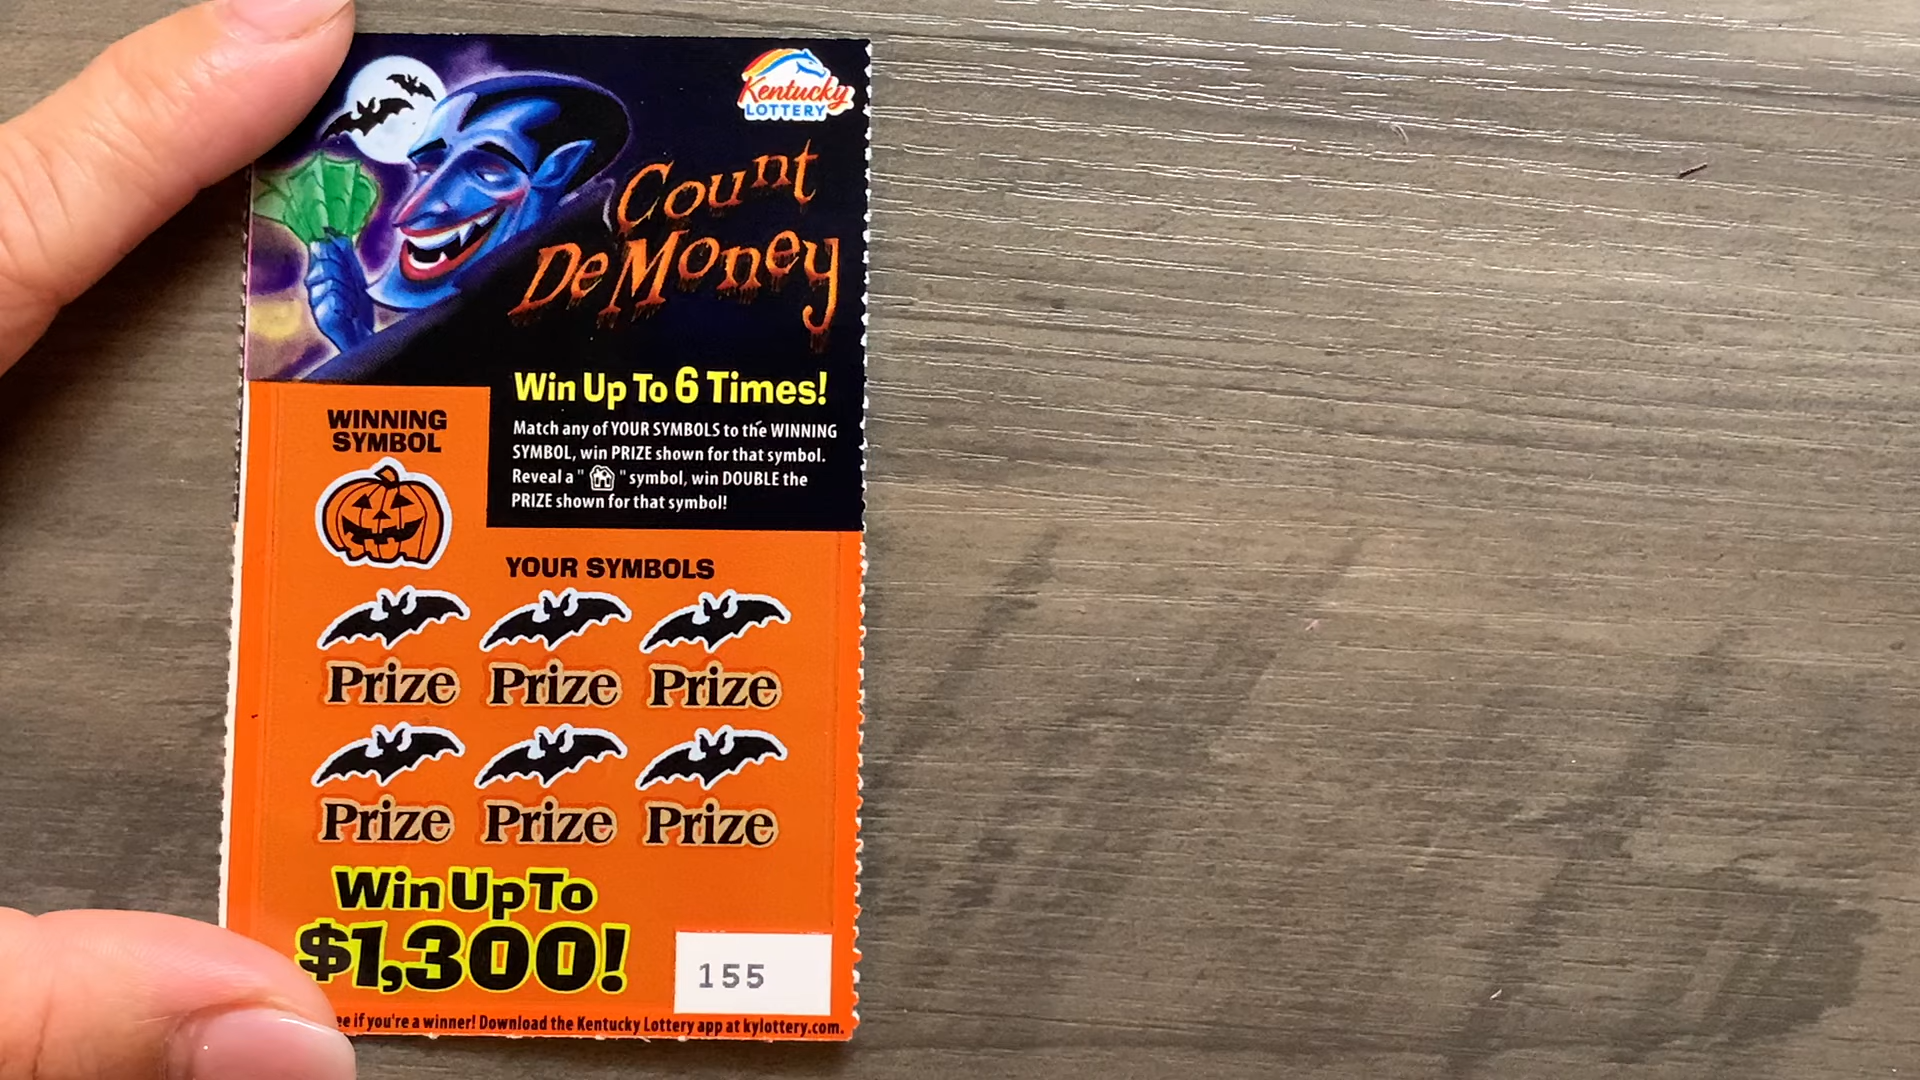 Kentucky
LOTTERY
Count
DeMoney
Win Up To 6 Times!
Match any of YOUR SYMBOLS to the WINNING
SYMBOL, win PRIZE shown for that symbol.
Reveal a " " symbol, win DOUBLE the
PRIZE shown for that symbol!
WINNING
SYMBOL
YOUR SYMBOLS
Prize Prize Prize
Prize Prize Prize
Win Up To
$1,300!
155
if you're a winner! Download the Kentucky Lottery app at kylottery.com.